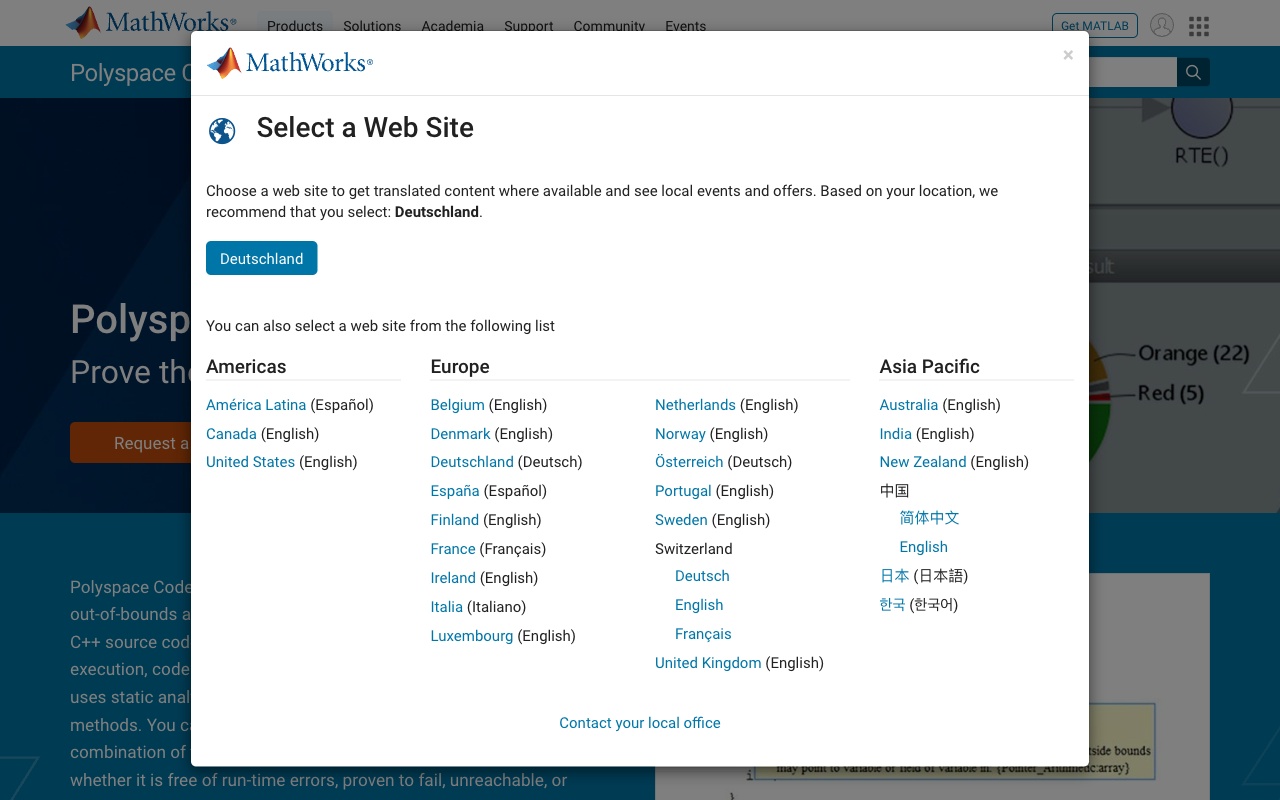 MathWorks®
Products Solutions Academia Support Community Events
Get MATLAB
Polyspace
MathWorks®
×
Select a Web Site
Choose a web site to get translated content where available and see local events and offers. Based on your location, we
recommend that you select: Deutschland.
Deutschland
You can also select a web site from the following list
Americas
América Latina (Español)
Canada (English)
United States (English)
Europe
Belgium (English)
Denmark (English)
Deutschland (Deutsch)
España (Español)
Finland (English)
France (Français)
Ireland (English)
Italia (Italiano)
Luxembourg (English)
Netherlands (English)
Norway (English)
Österreich (Deutsch)
Portugal (English)
Sweden (English)
Switzerland
Deutsch
English
Français
United Kingdom (English)
Asia Pacific
Australia (English)
India (English)
New Zealand (English)
中国
简体中文
English
日本 (日本語)
한국 (한국어)
Contact your local office
RTE()
Orange (22)
Red (5)
Prove
Request a
Polyspace Code
out-of-bounds
C++ source
execution, code
uses static
methods. You
combination of
whether it is free of run-time errors, proven to fail, unreachable, or
bounds
may point to variable or field of variable in: {Pointer_Arithmetic:array}